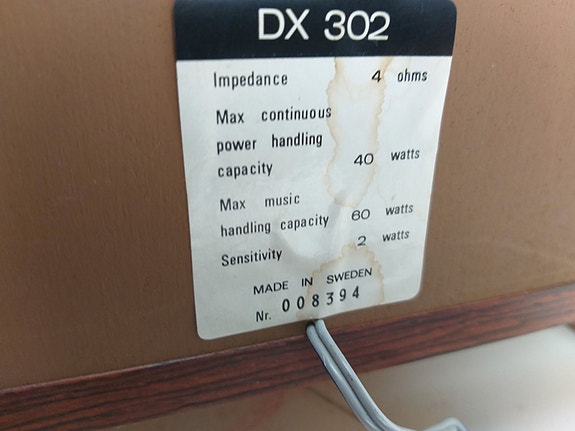 DX 302
Impedance 4 ohms
Max continuous
power handling
capacity 40 watts
Max music
handling capacity 60 watts
Sensitivity 2 watts
MADE IN SWEDEN
Nr. 008394